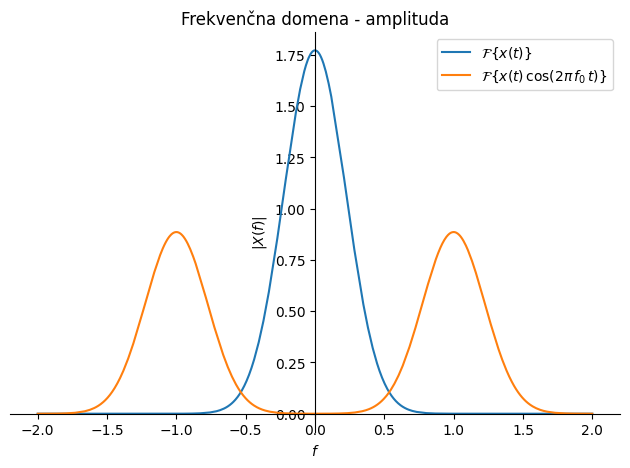 Frekvenčna domena - amplituda
ℱ{x(t)}
ℱ{x(t) cos(2π f₀ t)}
|X(f)|
1.75
1.50
1.25
1.00
0.75
0.50
0.25
0.00
−2.0 −1.5 −1.0 −0.5 0.0 0.5 1.0 1.5 2.0
f